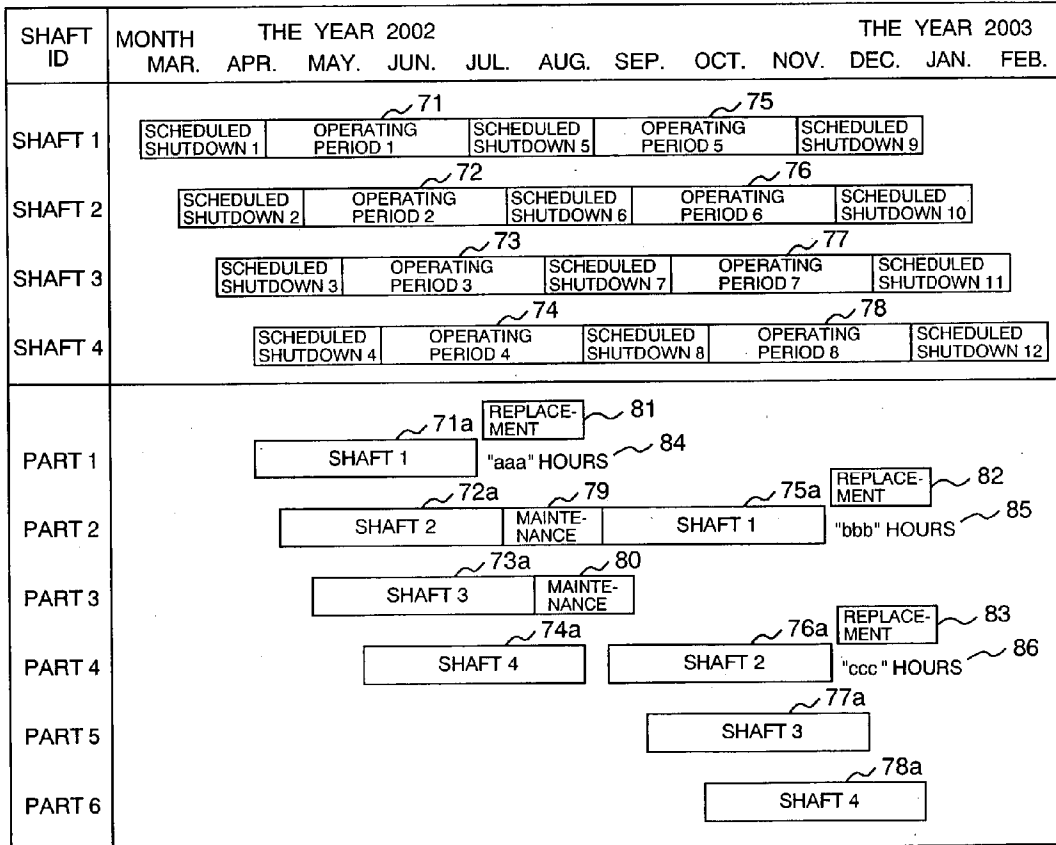 SHAFT ID
MONTH THE YEAR 2002 THE YEAR 2003
MAR. APR. MAY. JUN. JUL. AUG. SEP. OCT. NOV. DEC. JAN. FEB.
71 75
SHAFT 1
SCHEDULED SHUTDOWN 1
OPERATING PERIOD 1
SCHEDULED SHUTDOWN 5
OPERATING PERIOD 5
SCHEDULED SHUTDOWN 9
72 76
SHAFT 2
SCHEDULED SHUTDOWN 2
OPERATING PERIOD 2
SCHEDULED SHUTDOWN 6
OPERATING PERIOD 6
SCHEDULED SHUTDOWN 10
73 77
SHAFT 3
SCHEDULED SHUTDOWN 3
OPERATING PERIOD 3
SCHEDULED SHUTDOWN 7
OPERATING PERIOD 7
SCHEDULED SHUTDOWN 11
74 78
SHAFT 4
SCHEDULED SHUTDOWN 4
OPERATING PERIOD 4
SCHEDULED SHUTDOWN 8
OPERATING PERIOD 8
SCHEDULED SHUTDOWN 12
71a REPLACE-MENT 81
PART 1 SHAFT 1 "aaa" HOURS 84
72a 79 75a REPLACE-MENT 82
PART 2 SHAFT 2 MAINTE-NANCE SHAFT 1 "bbb" HOURS 85
73a 80
PART 3 SHAFT 3 MAINTE-NANCE
74a 76a REPLACE-MENT 83
PART 4 SHAFT 4 SHAFT 2 "ccc" HOURS 86
77a
PART 5 SHAFT 3
78a
PART 6 SHAFT 4